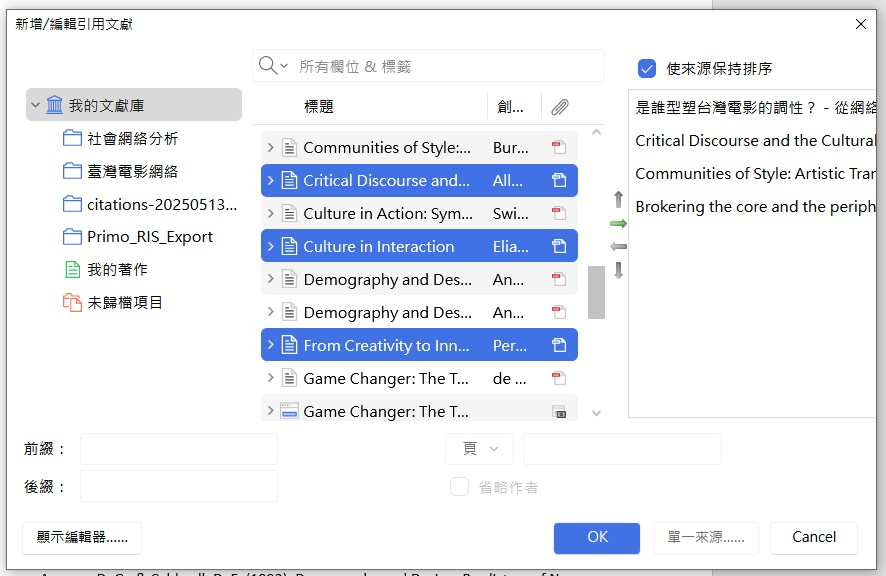 新增/編輯引用文獻
所有欄位 & 標籤
使來源保持排序
我的文獻庫
社會網絡分析
臺灣電影網絡
citations-20250513...
Primo_RIS_Export
我的著作
未歸檔項目
標題 創...
Communities of Style:... Bur...
Critical Discourse and... All...
Culture in Action: Sym... Swi...
Culture in Interaction Elia...
Demography and Des... An...
Demography and Des... An...
From Creativity to Inn... Per...
Game Changer: The T... de ...
Game Changer: The T...
是誰型塑台灣電影的調性？ - 從網絡
Critical Discourse and the Cultural
Communities of Style: Artistic Tran
Brokering the core and the periph
前綴：
頁
後綴：
省略作者
顯示編輯器......
OK
單一來源......
Cancel